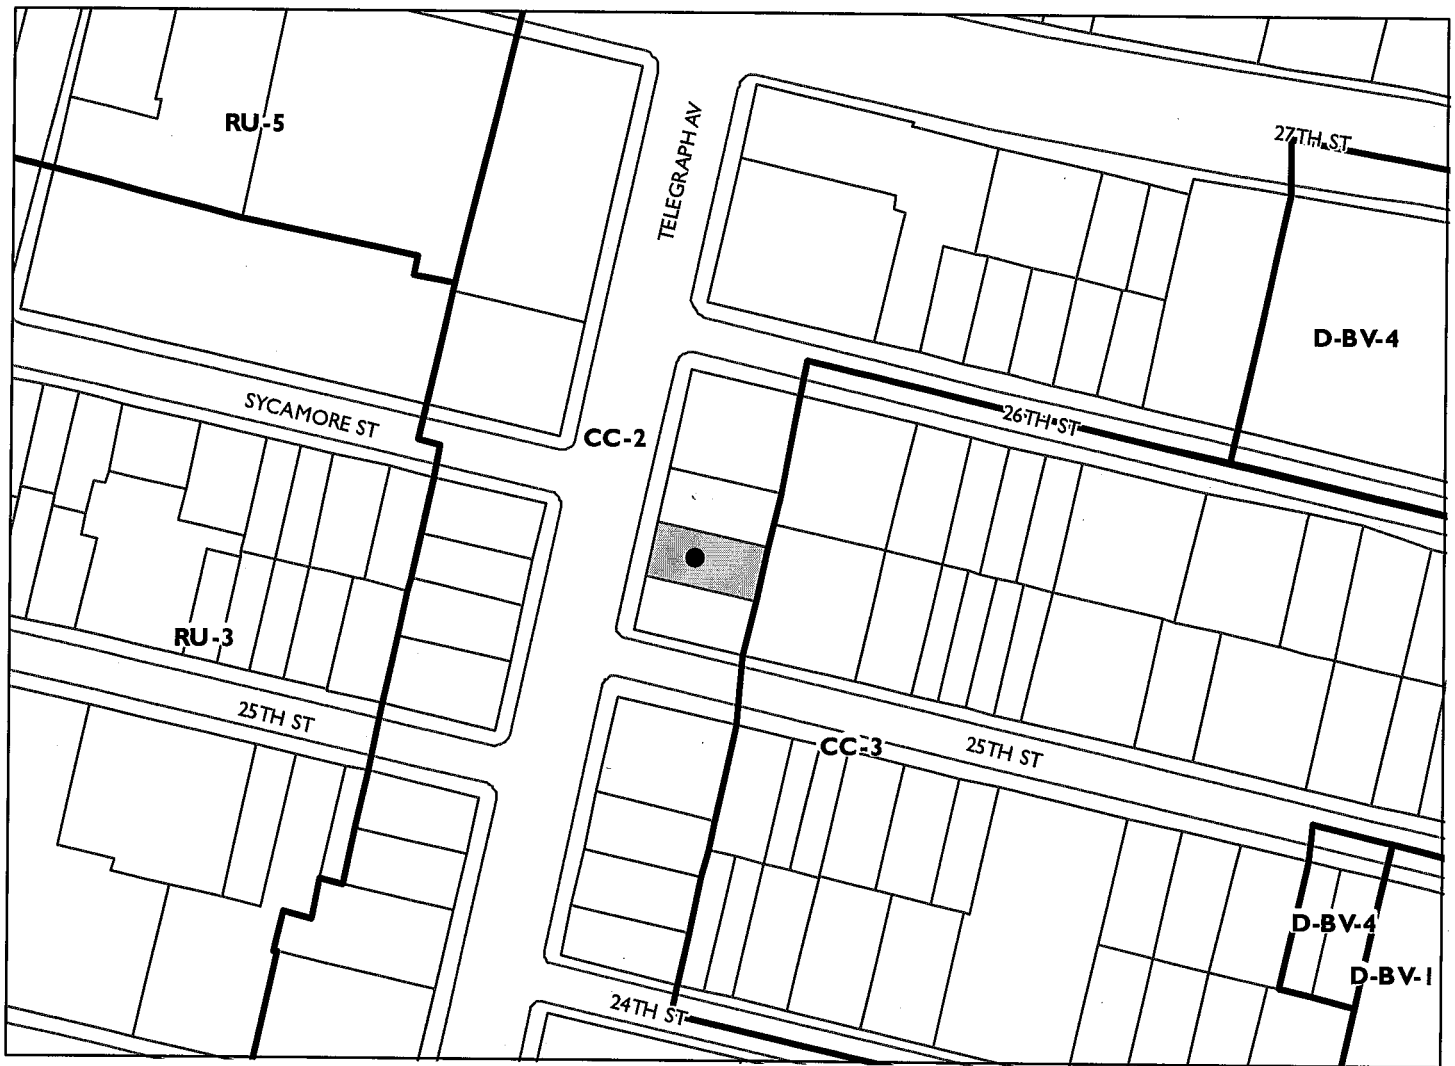 RU-5
TELEGRAPH AV
27TH ST
D-BV-4
SYCAMORE ST
CC-2
26TH ST
RU-3
25TH ST
CC-3
25TH ST
D-BV-4
D-BV-1
24TH ST